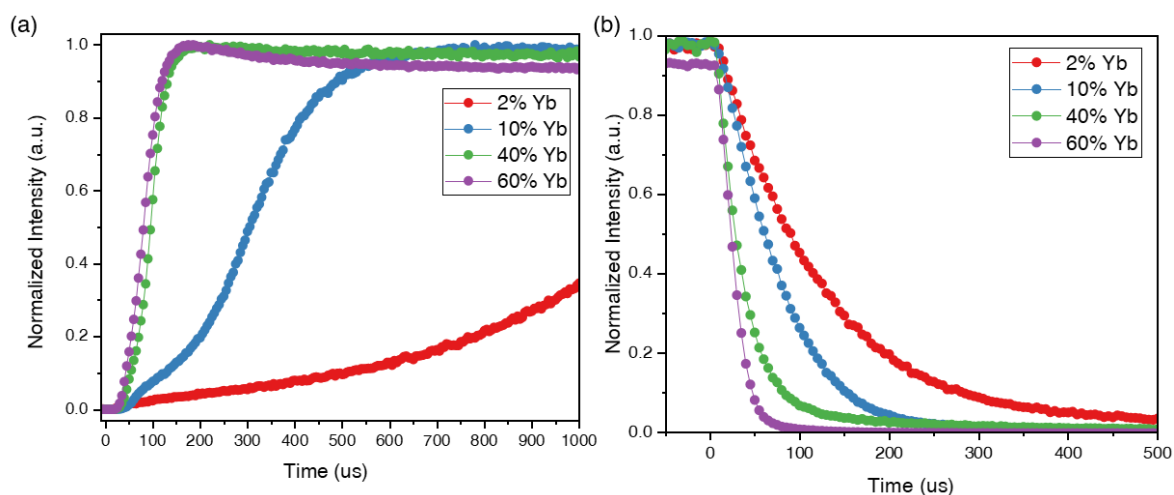 (a)
Normalized Intensity (a.u.)
1.0
0.8
0.6
0.4
0.2
0.0
0 100 200 300 400 500 600 700 800 900 1000
Time (us)
2% Yb
10% Yb
40% Yb
60% Yb
(b)
Normalized Intensity (a.u.)
1.0
0.8
0.6
0.4
0.2
0.0
0 100 200 300 400 500
Time (us)
2% Yb
10% Yb
40% Yb
60% Yb